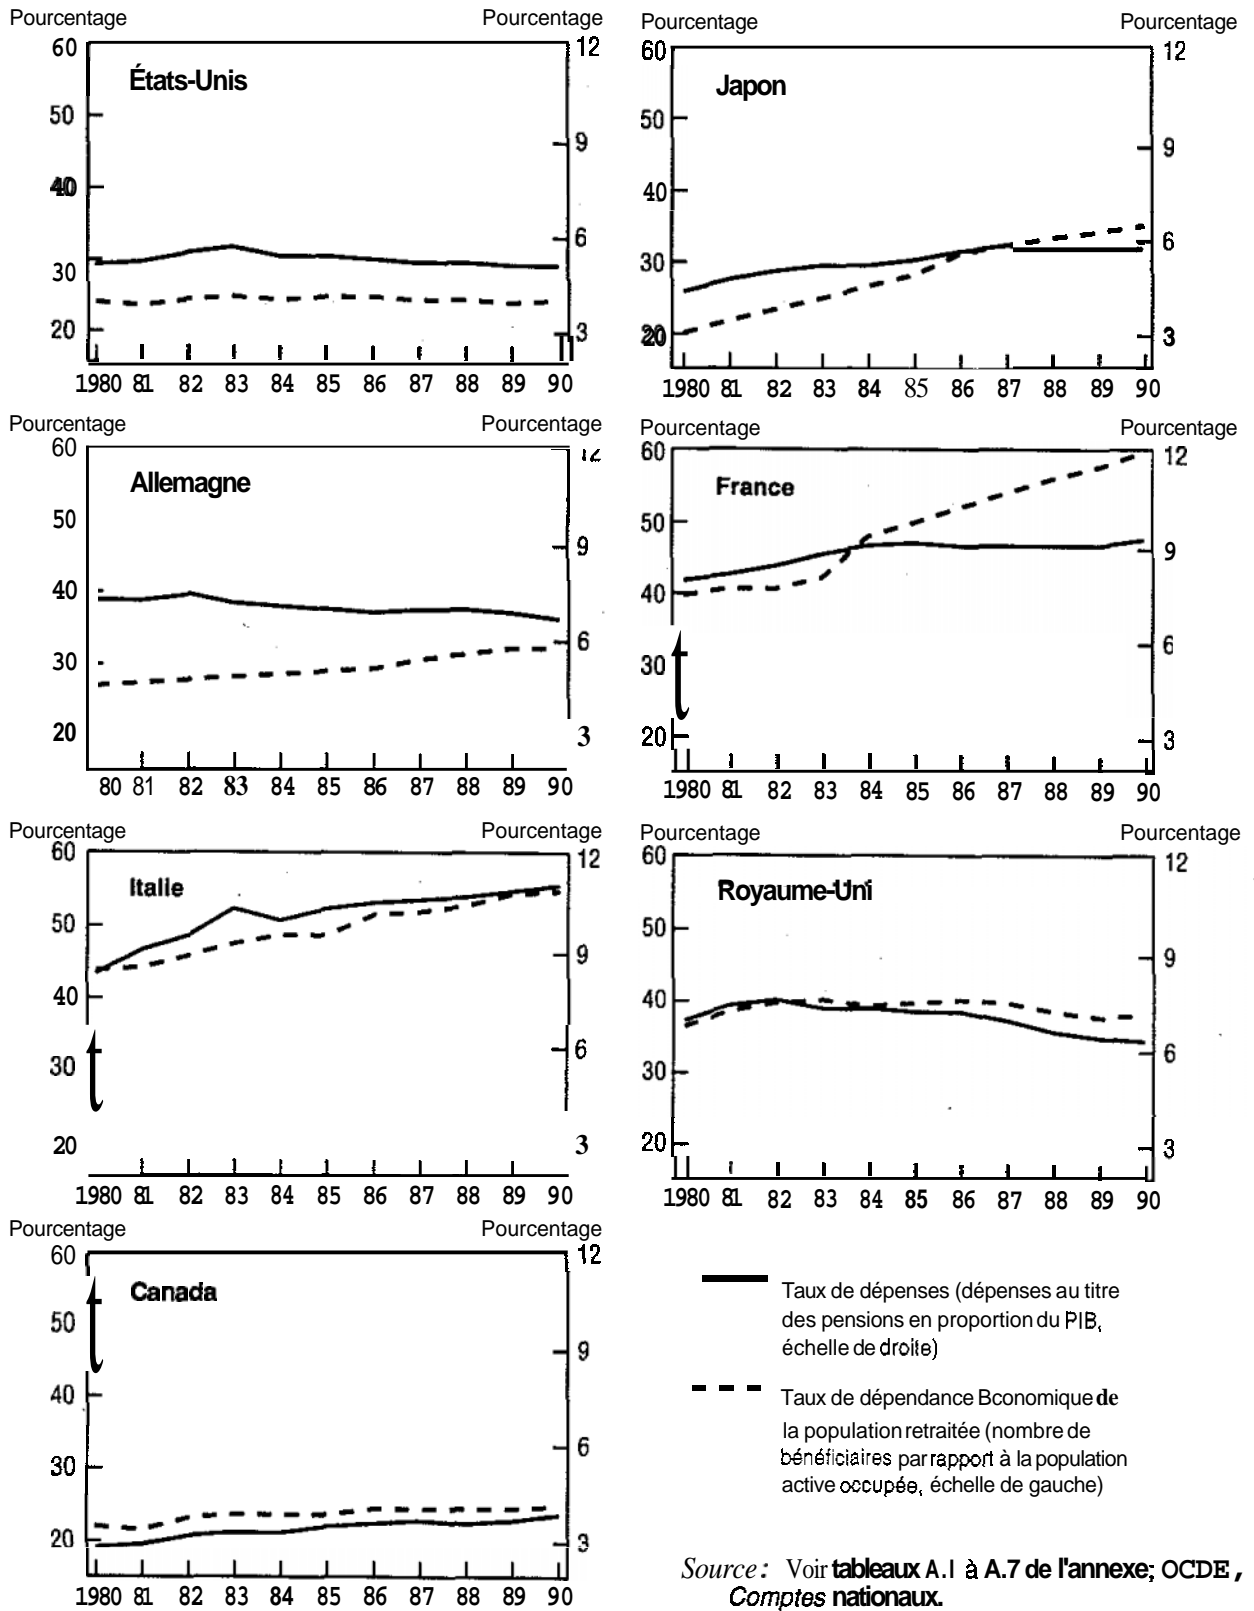 Pourcentage Pourcentage
60 12
États-Unis
50
9
40
6
30
20 3
1980 81 82 83 84 85 86 87 88 89 90
Pourcentage Pourcentage
60 12
Japon
50
9
40
6
30
20 3
1980 81 82 83 84 85 86 87 88 89 90
Pourcentage Pourcentage
60 12
Allemagne
50
9
40
6
30
20 3
80 81 82 83 84 85 86 87 88 89 90
Pourcentage Pourcentage
60 12
France
50
9
40
6
30
20 3
1980 81 82 83 84 85 86 87 88 89 90
Pourcentage Pourcentage
60 12
Italie
50
9
40
6
30
20 3
1980 81 82 83 84 85 86 87 88 89 90
Pourcentage Pourcentage
60 12
Royaume-Uni
50
9
40
6
30
20 3
1980 81 82 83 84 85 86 87 88 89 90
Pourcentage Pourcentage
60 12
Canada
50
9
40
6
30
20 3
1980 81 82 83 84 85 86 87 88 89 90
Taux de dépenses (dépenses au titre
des pensions en proportion du PIB,
échelle de droite)
Taux de dépendance Bconomique de
la population retraitée (nombre de
bénéficiaires par rapport à la population
active occupée, échelle de gauche)
Source: Voir tableaux A.I à A.7 de l'annexe; OCDE,
Comptes nationaux.